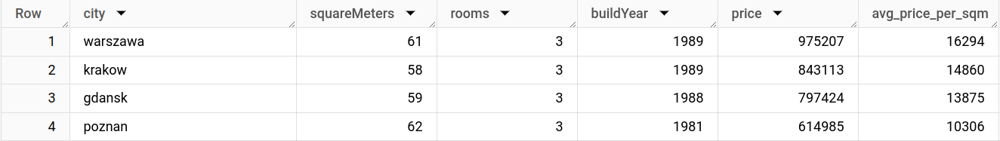 Row city squareMeters rooms buildYear price avg_price_per_sqm
1 warszawa 61 3 1989 975207 16294
2 krakow 58 3 1989 843113 14860
3 gdansk 59 3 1988 797424 13875
4 poznan 62 3 1981 614985 10306